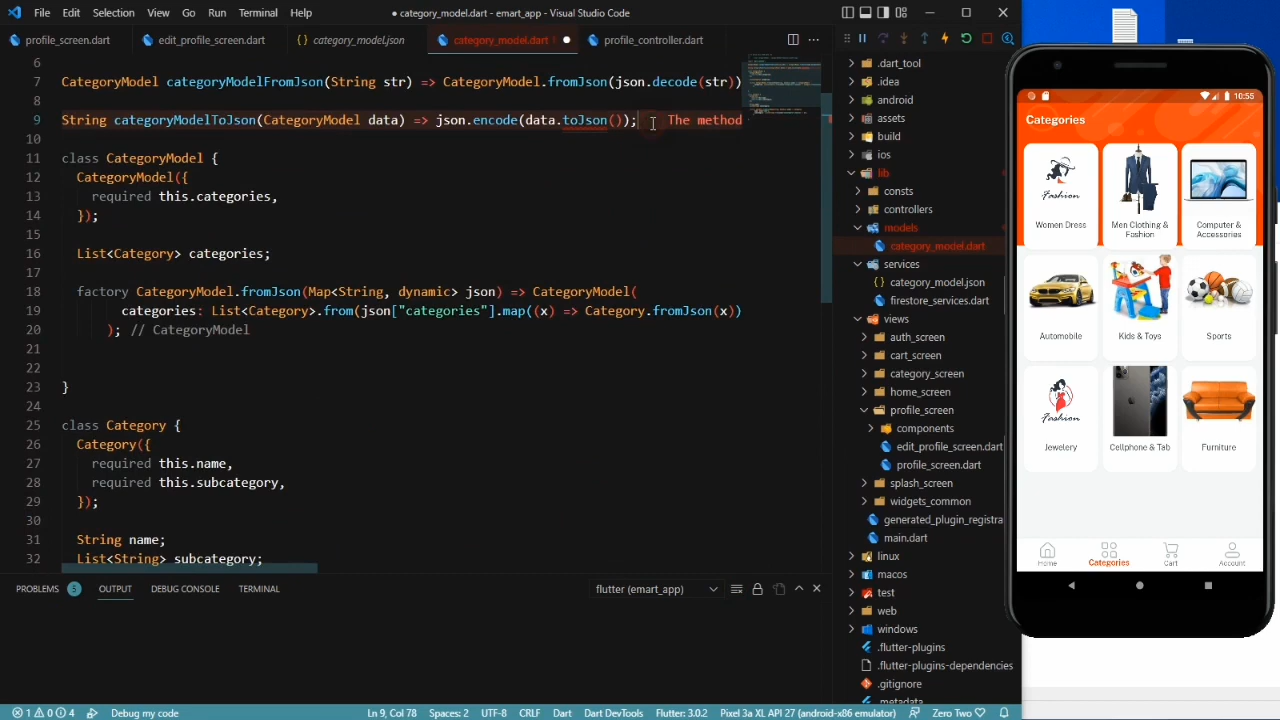 File Edit Selection View Go Run Terminal Help
● category_model.dart - emart_app - Visual Studio Code
profile_screen.dart
edit_profile_screen.dart
{} category_model.json
category_model.dart 1 ●
6
7 CategoryModel categoryModelFromJson(String str) => CategoryModel.fromJson(json.decode(str))
8
9 String categoryModelToJson(CategoryModel data) => json.encode(data.toJson()); The method
10
11 class CategoryModel {
12 CategoryModel({
13 required this.categories,
14 });
15
16 List<Category> categories;
17
18 factory CategoryModel.fromJson(Map<String, dynamic> json) => CategoryModel(
19 categories: List<Category>.from(json["categories"].map((x) => Category.fromJson(x))
20 ); // CategoryModel
21
22
23 }
24
25 class Category {
26 Category({
27 required this.name,
28 required this.subcategory,
29 });
30
31 String name;
32 List<String> subcategory;
PROBLEMS 5 OUTPUT DEBUG CONSOLE TERMINAL
flutter (emart_app)
.dart_tool
.idea
android
assets
build
ios
lib
consts
controllers
models
category_model.dart
services
{} category_model.json
firestore_services.dart
views
auth_screen
cart_screen
category_screen
home_screen
profile_screen
components
edit_profile_screen.dart
profile_screen.dart
splash_screen
widgets_common
main.dart
linux
macos
test
web
windows
.flutter-plugins
.flutter-plugins-dependencies
.gitignore
.metadata
1 0 4 Debug my code
Ln 9, Col 78 Spaces: 2 UTF-8 CRLF Dart Dart DevTools Flutter: 3.0.2 Pixel 3a XL API 27 (android-x86 emulator) Zero Two
10:55
Categories
Women Dress
Men Clothing &
Fashion
Computer &
Accessories
Automobile
Kids & Toys
Sports
Jewelery
Cellphone & Tab
Furniture
Fashion
Fashion
Home Categories Cart Account